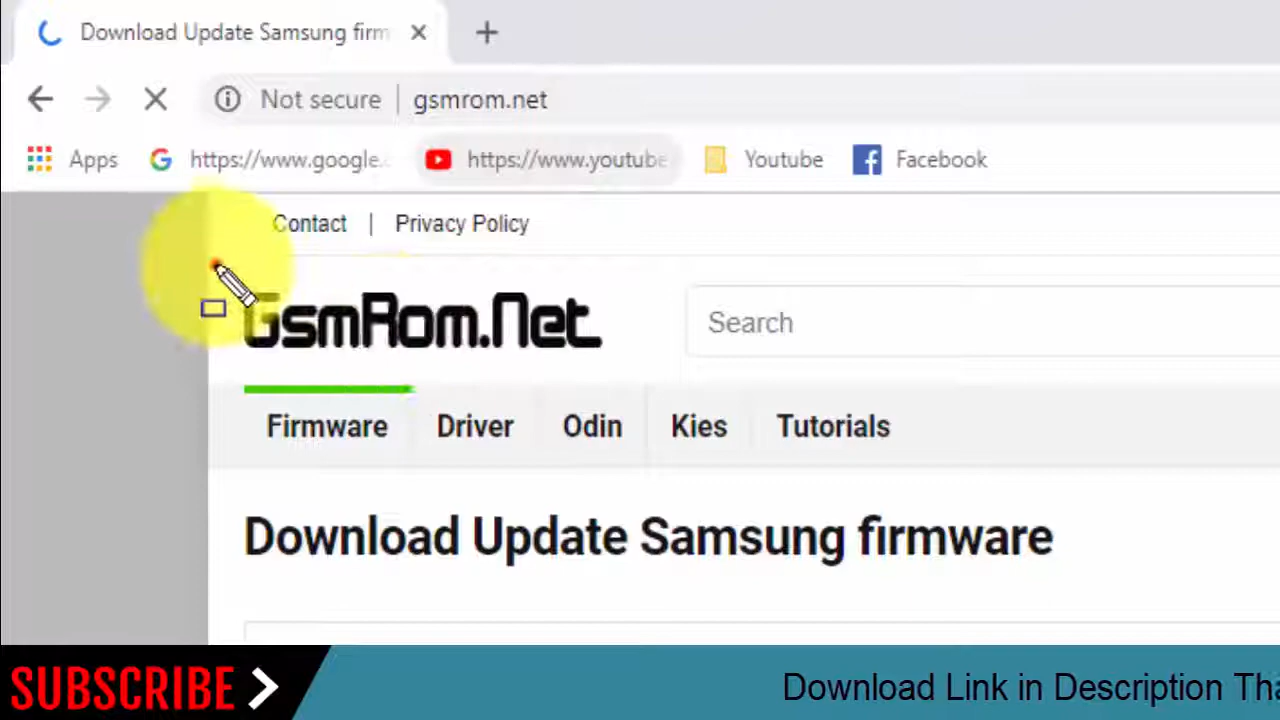 Download Update Samsung firm
Not secure | gsmrom.net
Apps https://www.google. https://www.youtube Youtube Facebook
Contact | Privacy Policy
GsmRom.Net Search
Firmware Driver Odin Kies Tutorials
Download Update Samsung firmware
SUBSCRIBE Download Link in Description Tha